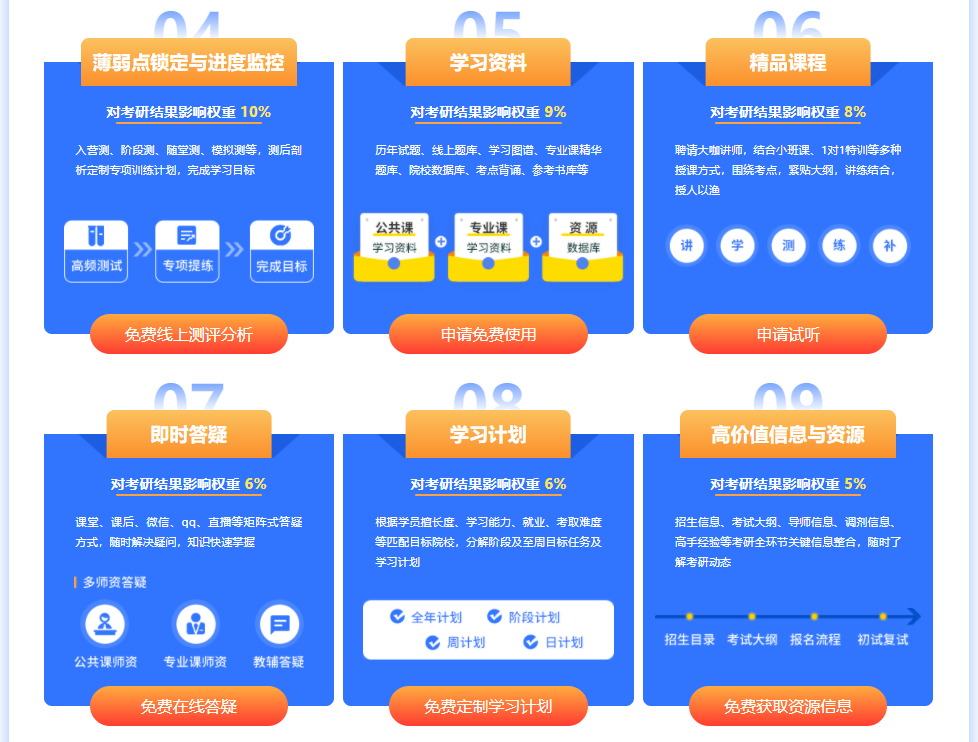 04
薄弱点锁定与进度监控
对考研结果影响权重 10%
入营测、阶段测、随堂测、模拟测等，测后剖
析定制专项训练计划，完成学习目标
高频测试
专项提练
完成目标
免费线上测评分析
05
学习资料
对考研结果影响权重 9%
历年试题、线上题库、学习图谱、专业课精华
题库、院校数据库、考点背诵、参考书库等
公共课
学习资料
专业课
学习资料
资 源
数据库
申请免费使用
06
精品课程
对考研结果影响权重 8%
聘请大咖讲师，结合小班课、1对1特训等多种
授课方式，围绕考点，紧贴大纲，讲练结合，
授人以渔
讲 学 测 练 补
申请试听
07
即时答疑
对考研结果影响权重 6%
课堂、课后、微信、qq、直播等矩阵式答疑
方式，随时解决疑问，知识快速掌握
多师资答疑
公共课师资
专业课师资
教辅答疑
免费在线答疑
08
学习计划
对考研结果影响权重 6%
根据学员擅长度、学习能力、就业、考取难度
等匹配目标院校，分解阶段及至周目标任务及
学习计划
全年计划 阶段计划
周计划 日计划
免费定制学习计划
09
高价值信息与资源
对考研结果影响权重 5%
招生信息、考试大纲、导师信息、调剂信息、
高手经验等考研全环节关键信息整合，随时了
解考研动态
招生目录 考试大纲 报名流程 初试复试
免费获取资源信息